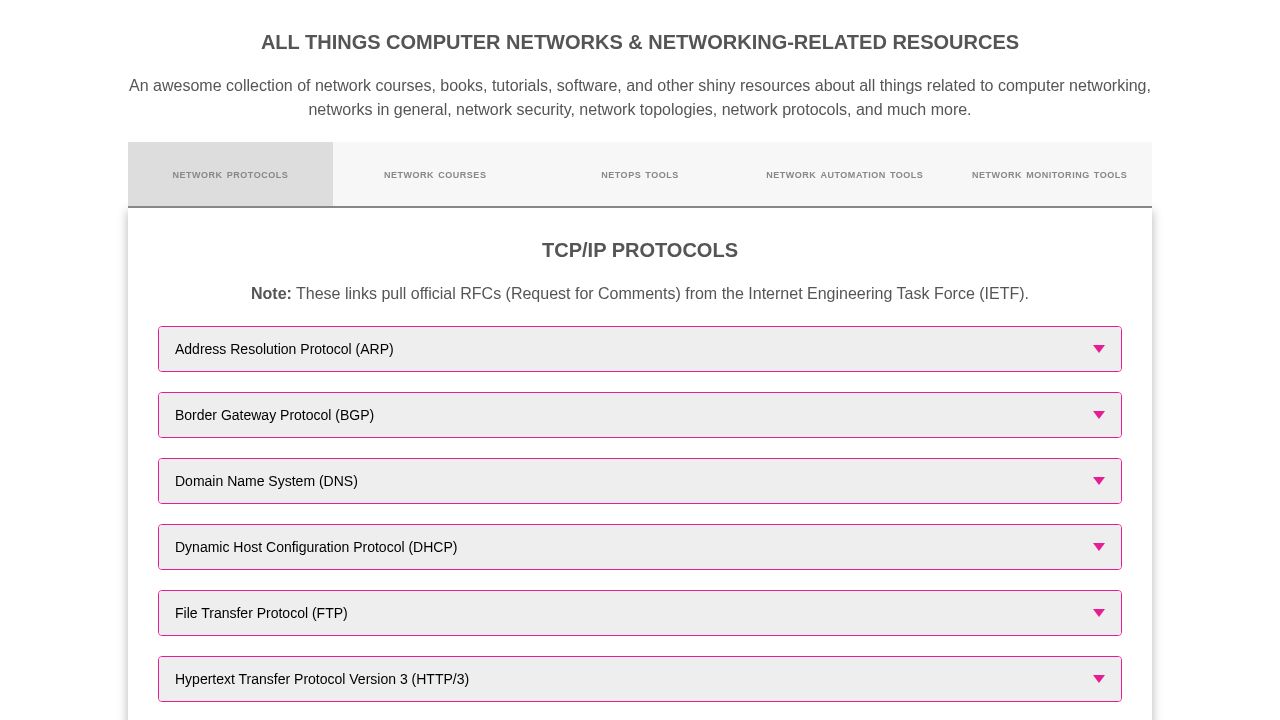 ALL THINGS COMPUTER NETWORKS & NETWORKING-RELATED RESOURCES
An awesome collection of network courses, books, tutorials, software, and other shiny resources about all things related to computer networking,
networks in general, network security, network topologies, network protocols, and much more.
NETWORK PROTOCOLS
NETWORK COURSES
NETOPS TOOLS
NETWORK AUTOMATION TOOLS
NETWORK MONITORING TOOLS
TCP/IP PROTOCOLS
Note: These links pull official RFCs (Request for Comments) from the Internet Engineering Task Force (IETF).
Address Resolution Protocol (ARP)
Border Gateway Protocol (BGP)
Domain Name System (DNS)
Dynamic Host Configuration Protocol (DHCP)
File Transfer Protocol (FTP)
Hypertext Transfer Protocol Version 3 (HTTP/3)